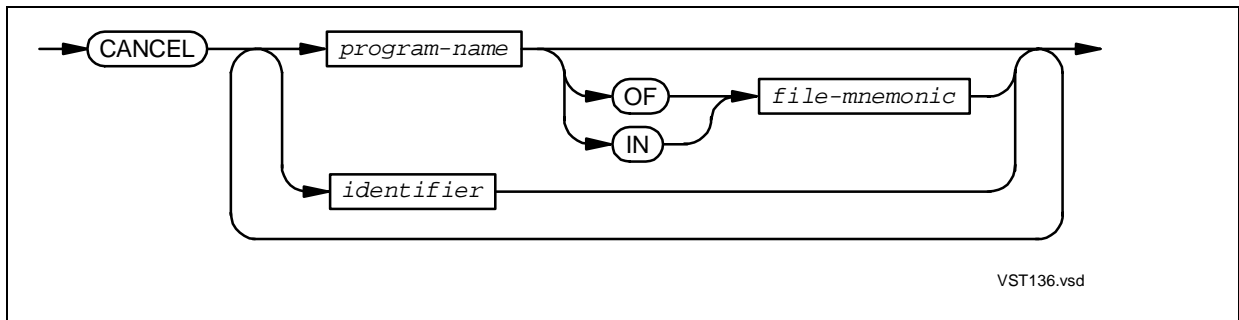 CANCEL
program-name
OF
file-mnemonic
IN
identifier
VST136.vsd